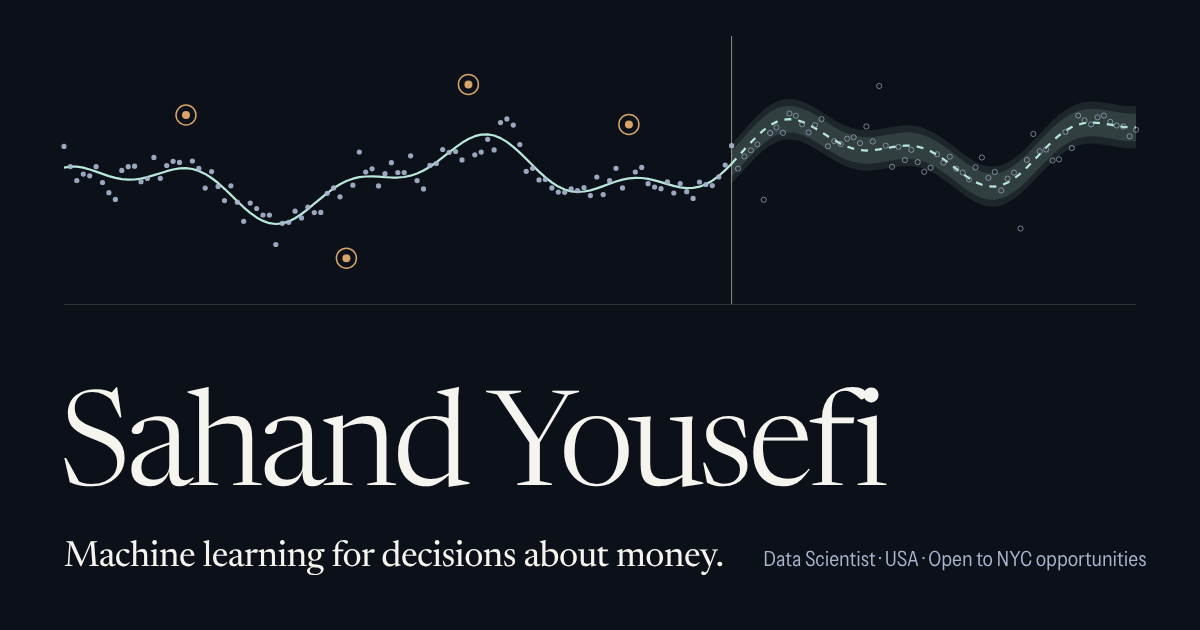 Sahand Yousefi
Machine learning for decisions about money.
Data Scientist · USA · Open to NYC opportunities